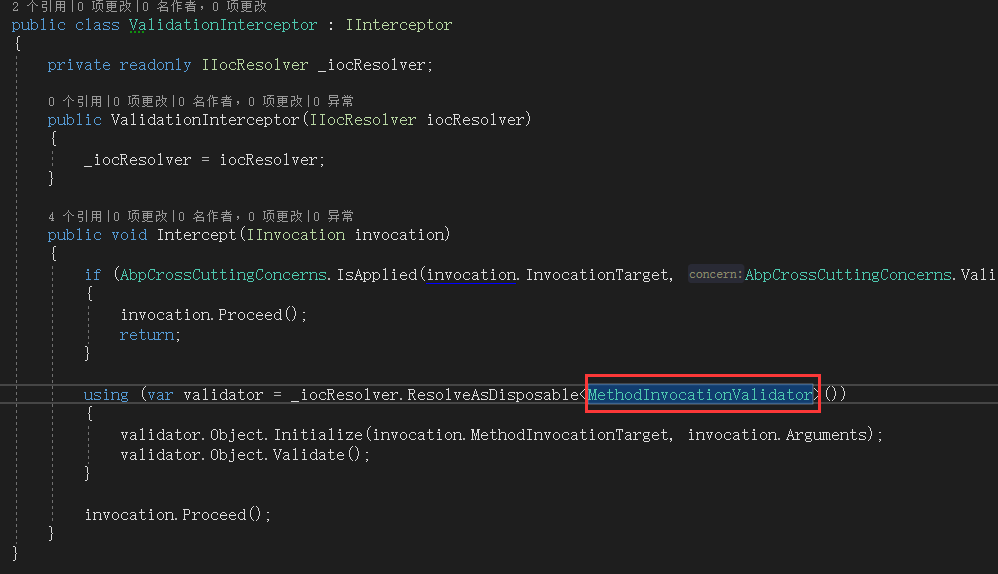 2 个引用|0 项更改|0 名作者, 0 项更改
public class ValidationInterceptor : IInterceptor
{
private readonly IIocResolver _iocResolver;
0 个引用|0 项更改|0 名作者, 0 项更改|0 异常
public ValidationInterceptor(IIocResolver iocResolver)
{
_iocResolver = iocResolver;
}
4 个引用|0 项更改|0 名作者, 0 项更改|0 异常
public void Intercept(IInvocation invocation)
{
if (AbpCrossCuttingConcerns.IsApplied(invocation.InvocationTarget, concern: AbpCrossCuttingConcerns.Vali
{
invocation.Proceed();
return;
}
using (var validator = _iocResolver.ResolveAsDisposable<MethodInvocationValidator>())
{
validator.Object.Initialize(invocation.MethodInvocationTarget, invocation.Arguments);
validator.Object.Validate();
}
invocation.Proceed();
}
}